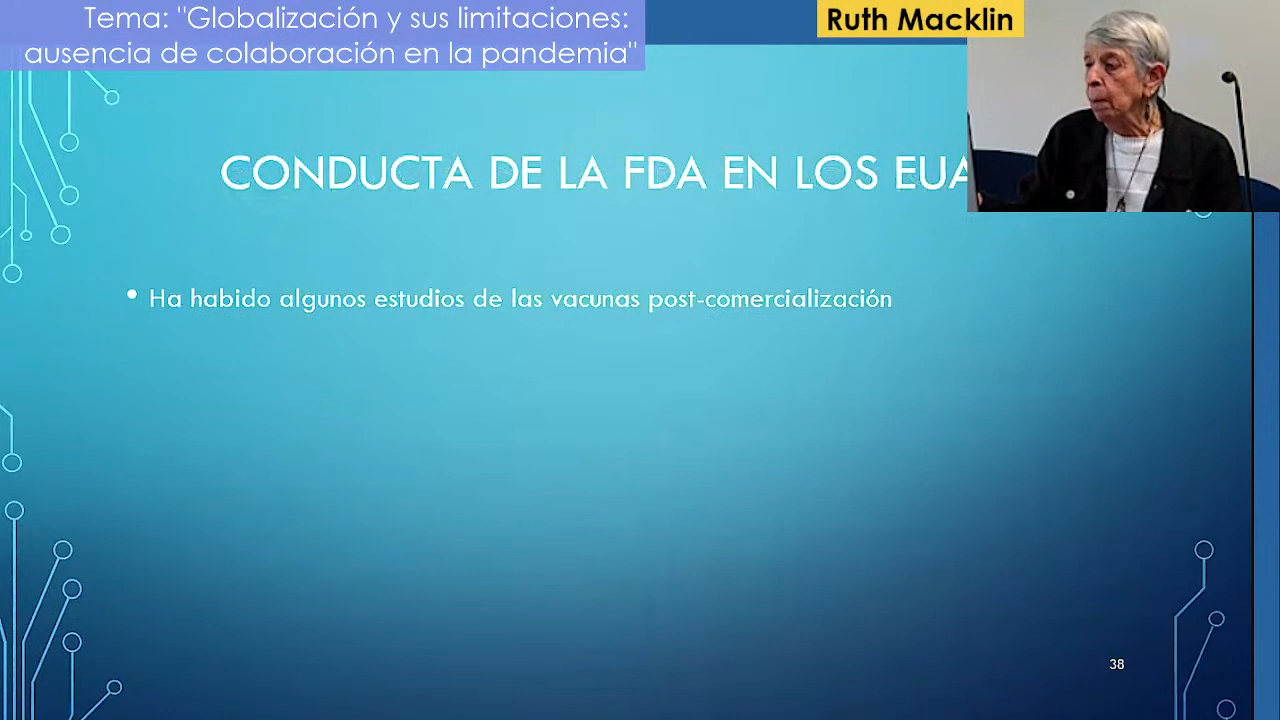 Tema: "Globalización y sus limitaciones:
ausencia de colaboración en la pandemia"
Ruth Macklin
CONDUCTA DE LA FDA EN LOS EUA
• Ha habido algunos estudios de las vacunas post-comercialización
38